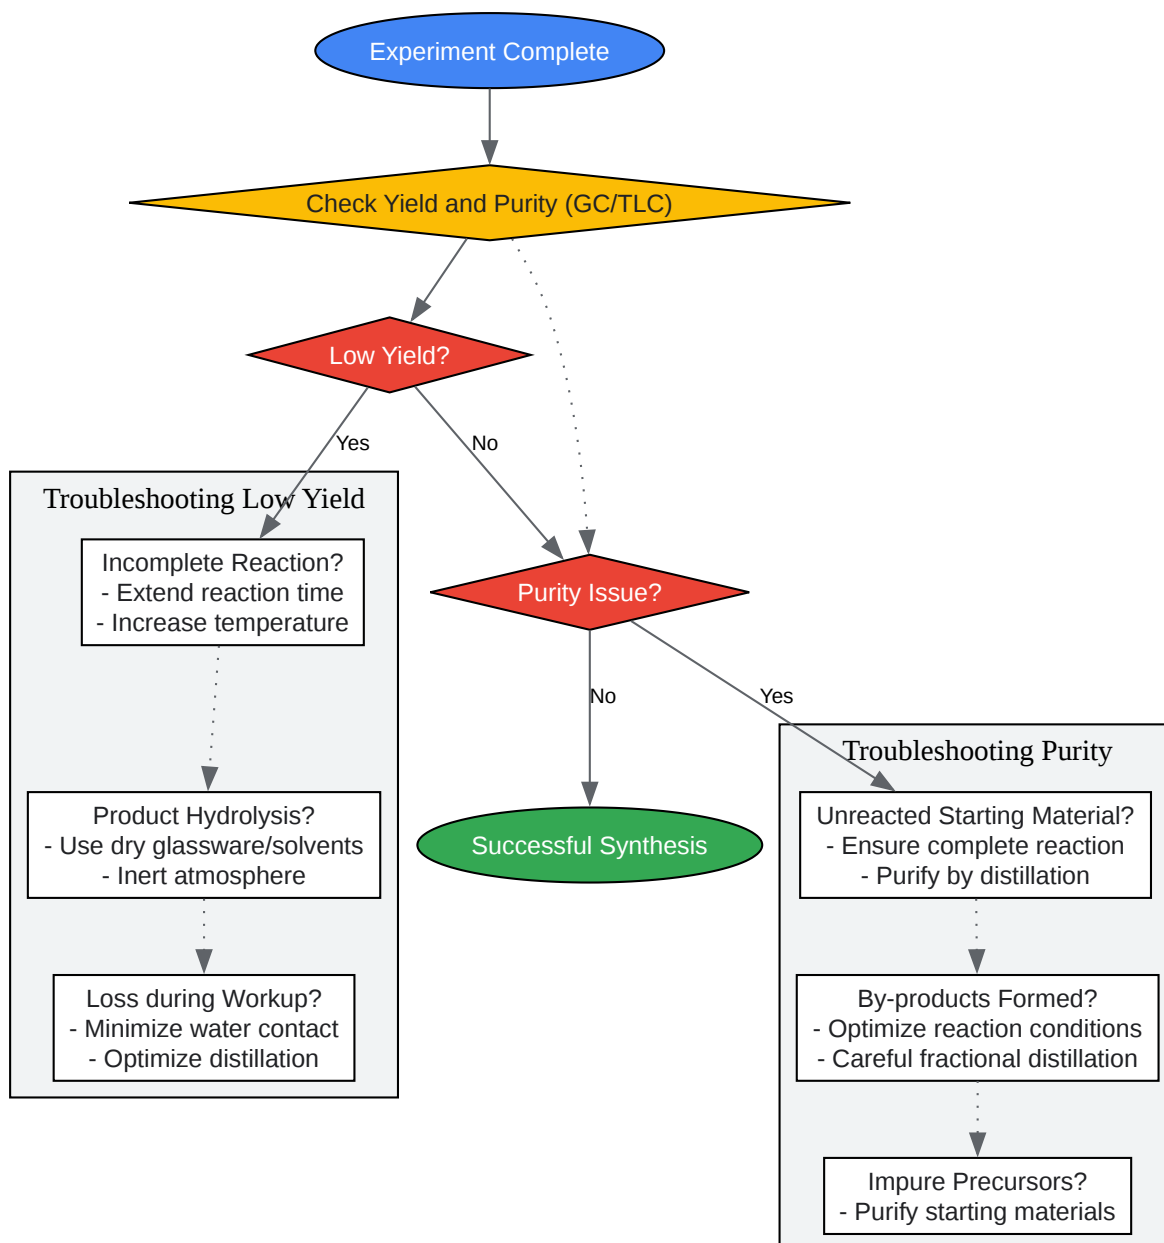 Experiment Complete
Check Yield and Purity (GC/TLC)
Low Yield?
Yes
No
Troubleshooting Low Yield
Incomplete Reaction?
- Extend reaction time
- Increase temperature
Purity Issue?
No
Yes
Troubleshooting Purity
Product Hydrolysis?
- Use dry glassware/solvents
- Inert atmosphere
Successful Synthesis
Unreacted Starting Material?
- Ensure complete reaction
- Purify by distillation
Loss during Workup?
- Minimize water contact
- Optimize distillation
By-products Formed?
- Optimize reaction conditions
- Careful fractional distillation
Impure Precursors?
- Purify starting materials